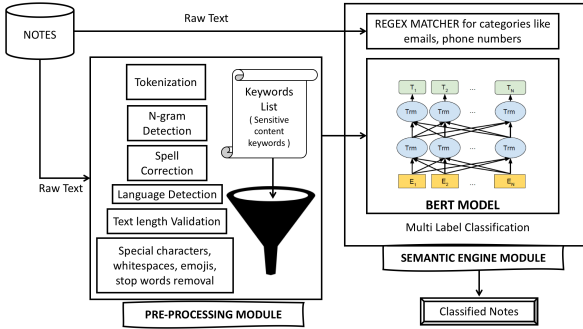 NOTES
Raw Text
REGEX MATCHER for categories like
emails, phone numbers
Raw Text
Tokenization
N-gram
Detection
Spell
Correction
Language Detection
Text length Validation
Special characters,
whitespaces, emojis,
stop words removal
Keywords
List
( Sensitive
content
keywords )
PRE-PROCESSING MODULE
T1 T2 ... TN
Trm Trm ... Trm
Trm Trm ... Trm
E1 E2 ... EN
BERT MODEL
Multi Label Classification
SEMANTIC ENGINE MODULE
Classified Notes